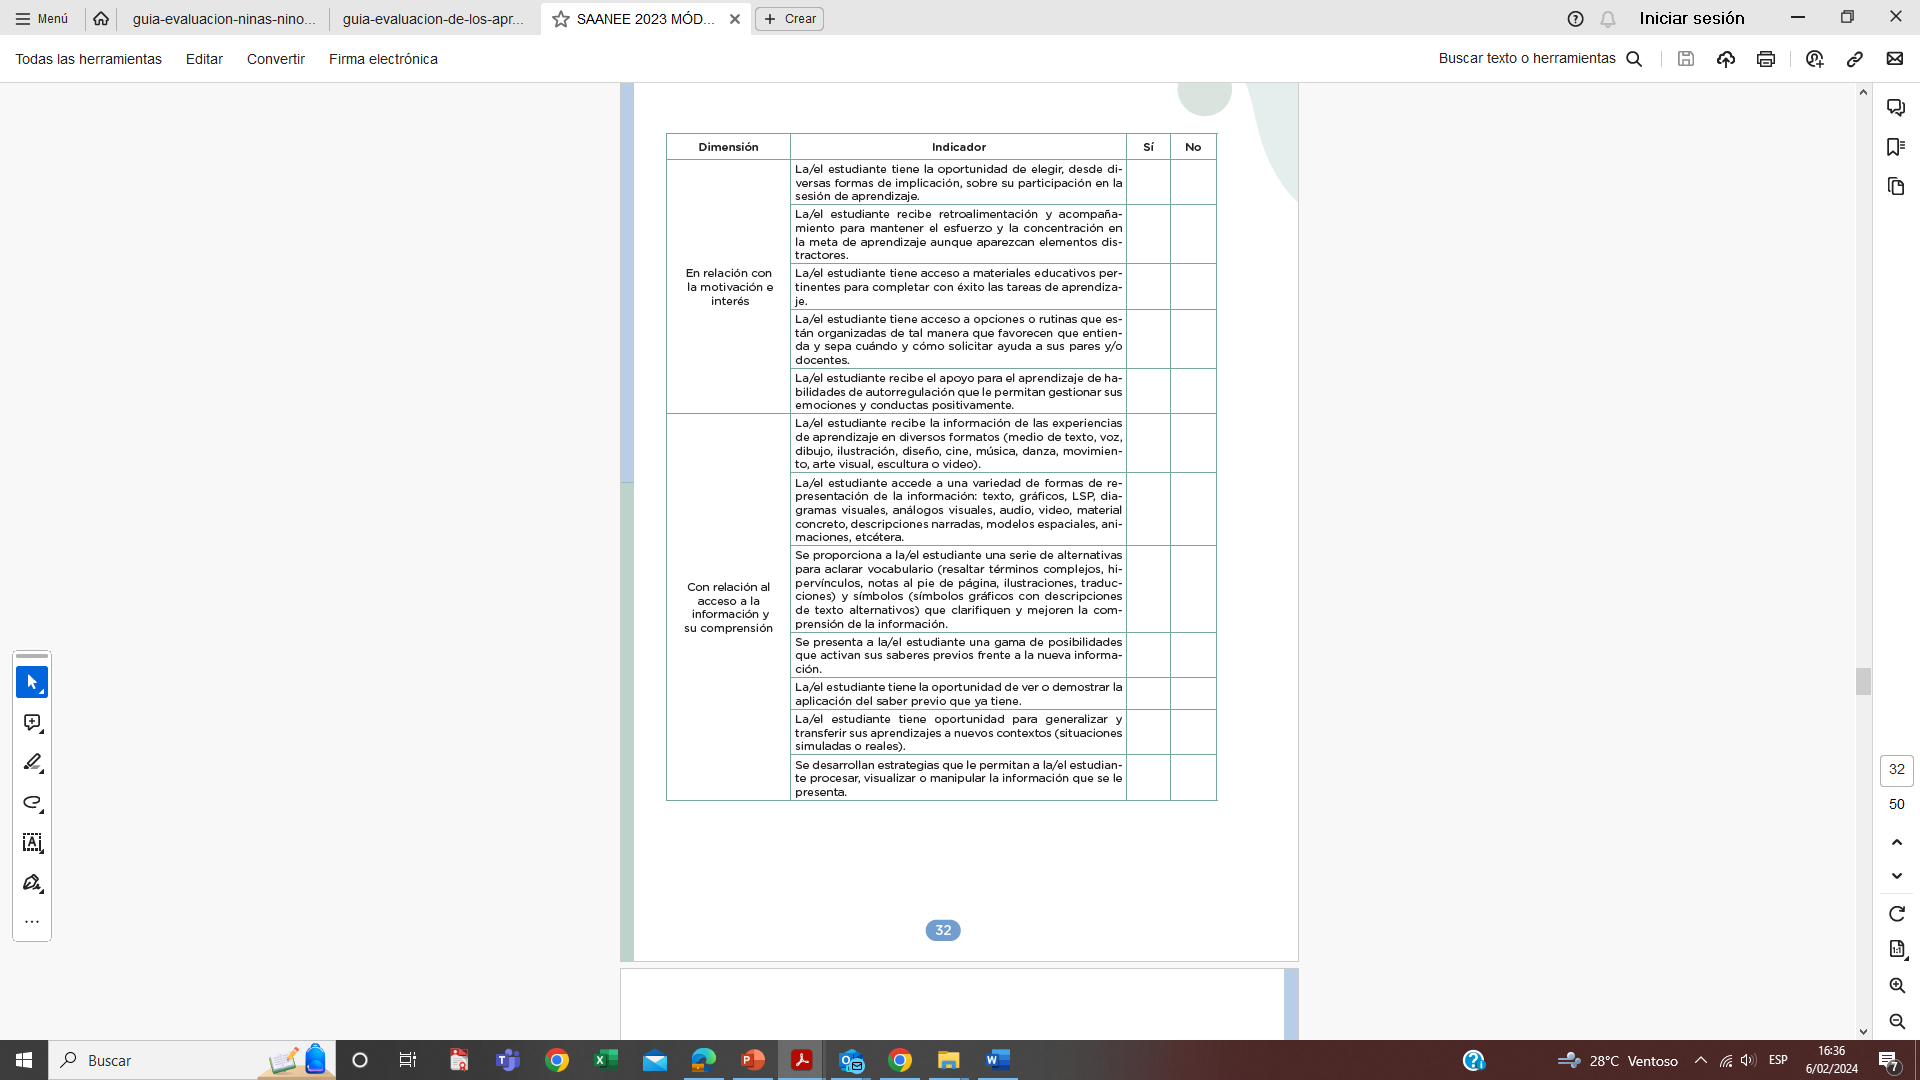 Menú
guia-evaluacion-ninas-nino...
guia-evaluacion-de-los-apr...
SAANEE 2023 MÓD...
Crear
Iniciar sesión
Todas las herramientas
Editar
Convertir
Firma electrónica
Buscar texto o herramientas
Dimensión
Indicador
Sí
No
En relación con
la motivación e
interés
La/el estudiante tiene la oportunidad de elegir, desde di-
versas formas de implicación, sobre su participación en la
sesión de aprendizaje.
La/el estudiante recibe retroalimentación y acompaña-
miento para mantener el esfuerzo y la concentración en
la meta de aprendizaje aunque aparezcan elementos dis-
tractores.
La/el estudiante tiene acceso a materiales educativos per-
tinentes para completar con éxito las tareas de aprendiza-
je.
La/el estudiante tiene acceso a opciones o rutinas que es-
tán organizadas de tal manera que favorecen que entien-
da y sepa cuándo y cómo solicitar ayuda a sus pares y/o
docentes.
La/el estudiante recibe el apoyo para el aprendizaje de ha-
bilidades de autorregulación que le permitan gestionar sus
emociones y conductas positivamente.
Con relación al
acceso a la
información y
su comprensión
La/el estudiante recibe la información de las experiencias
de aprendizaje en diversos formatos (medio de texto, voz,
dibujo, ilustración, diseño, cine, música, danza, movimien-
to, arte visual, escultura o video).
La/el estudiante accede a una variedad de formas de re-
presentación de la información: texto, gráficos, LSP, dia-
gramas visuales, análogos visuales, audio, video, material
concreto, descripciones narradas, modelos espaciales, ani-
maciones, etcétera.
Se proporciona a la/el estudiante una serie de alternativas
para aclarar vocabulario (resaltar términos complejos, hi-
pervínculos, notas al pie de página, ilustraciones, traduc-
ciones) y símbolos (símbolos gráficos con descripciones
de texto alternativos) que clarifiquen y mejoren la com-
prensión de la información.
Se presenta a la/el estudiante una gama de posibilidades
que activan sus saberes previos frente a la nueva informa-
ción.
La/el estudiante tiene la oportunidad de ver o demostrar la
aplicación del saber previo que ya tiene.
La/el estudiante tiene oportunidad para generalizar y
transferir sus aprendizajes a nuevos contextos (situaciones
simuladas o reales).
Se desarrollan estrategias que le permitan a la/el estudian-
te procesar, visualizar o manipular la información que se le
presenta.
32
32
50
Buscar
28°C Ventoso
ESP
16:36
6/02/2024
7